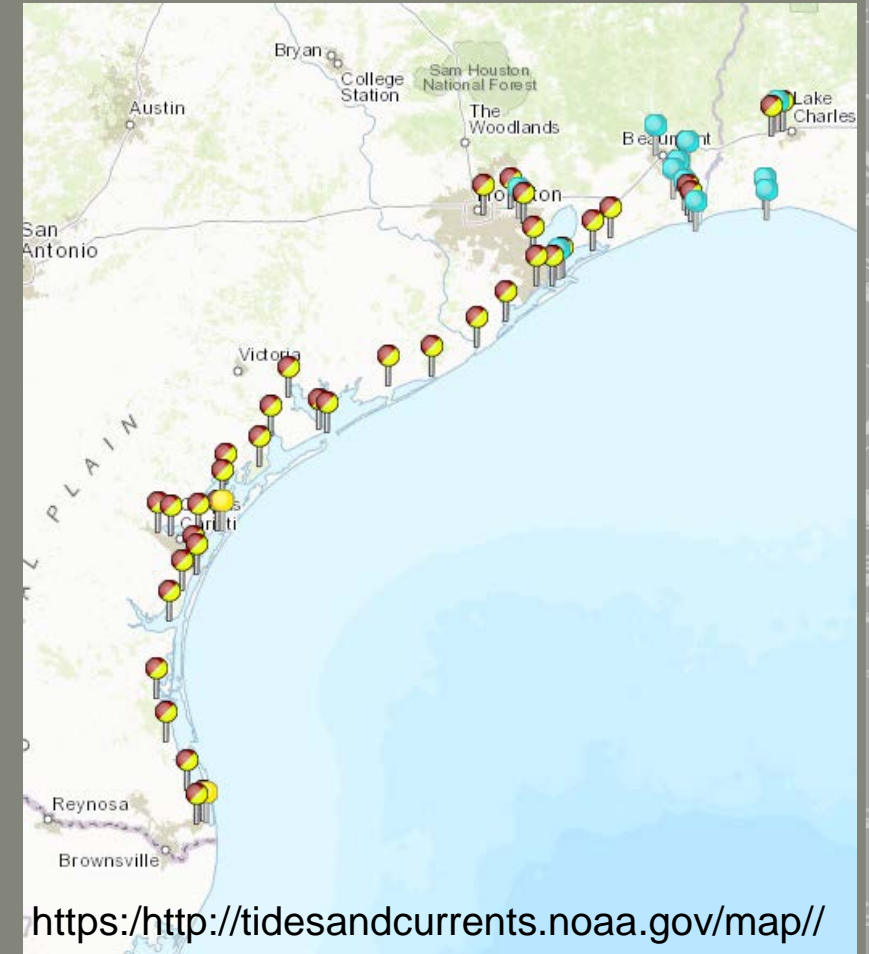 Bryan
College
Station
Sam Houston
National Forest
Austin
The
Woodlands
Lake
Charles
San
Antonio
Victoria
PLAIN
Reynosa
Brownsville
https:/http://tidesandcurrents.noaa.gov/map//